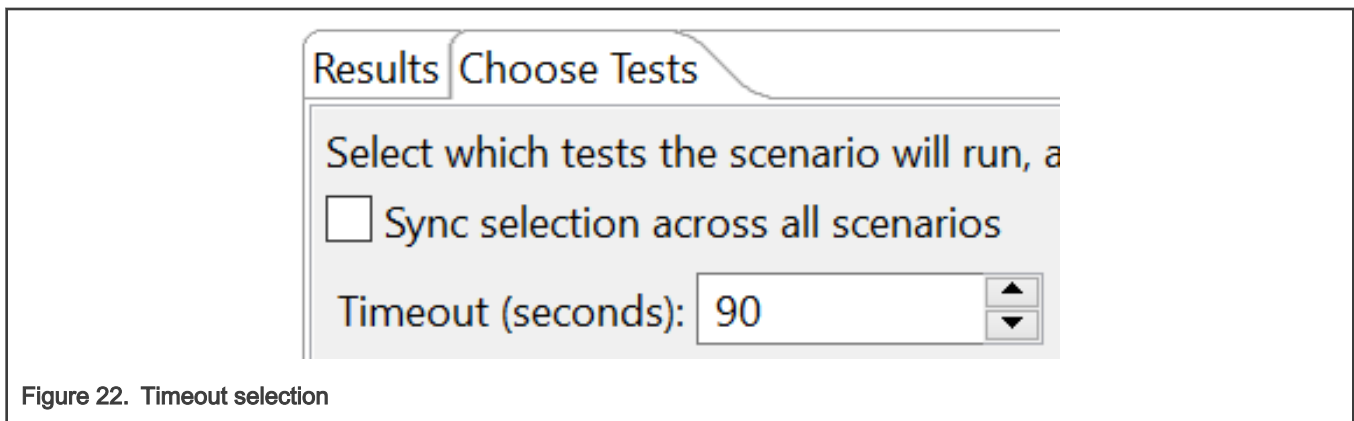 Results Choose Tests
Select which tests the scenario will run, a
Sync selection across all scenarios
Timeout (seconds): 90
Figure 22. Timeout selection